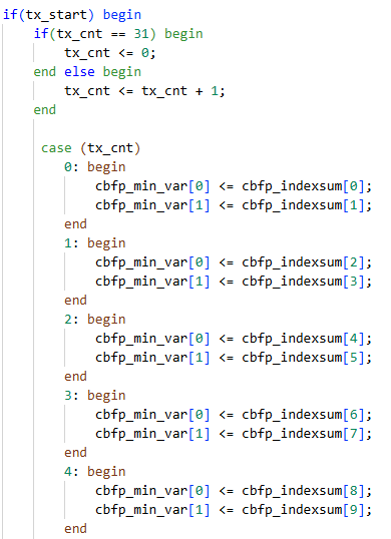 if(tx_start) begin
    if(tx_cnt == 31) begin
        tx_cnt <= 0;
    end else begin
        tx_cnt <= tx_cnt + 1;
    end

     case (tx_cnt)
        0: begin
            cbfp_min_var[0] <= cbfp_indexsum[0];
            cbfp_min_var[1] <= cbfp_indexsum[1];
        end
        1: begin
            cbfp_min_var[0] <= cbfp_indexsum[2];
            cbfp_min_var[1] <= cbfp_indexsum[3];
        end
        2: begin
            cbfp_min_var[0] <= cbfp_indexsum[4];
            cbfp_min_var[1] <= cbfp_indexsum[5];
        end
        3: begin
            cbfp_min_var[0] <= cbfp_indexsum[6];
            cbfp_min_var[1] <= cbfp_indexsum[7];
        end
        4: begin
            cbfp_min_var[0] <= cbfp_indexsum[8];
            cbfp_min_var[1] <= cbfp_indexsum[9];
        end